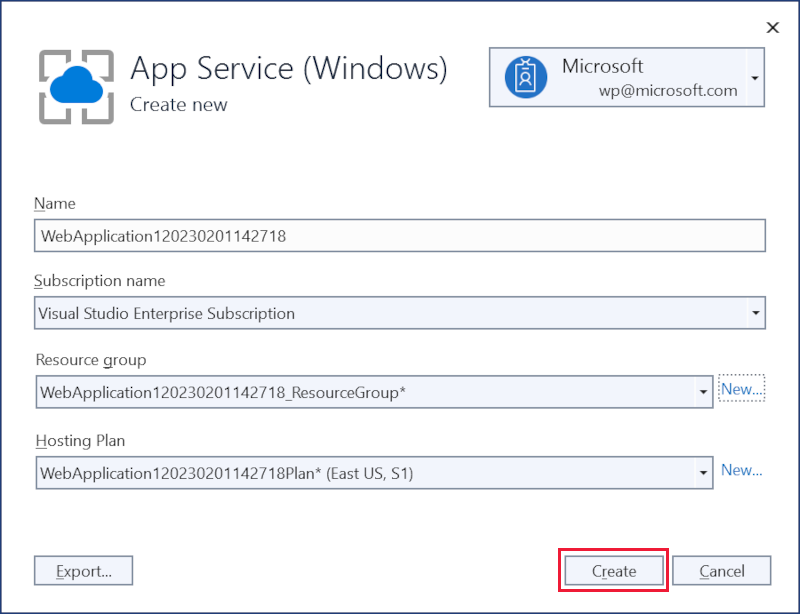 App Service (Windows)
Create new
Microsoft
wp@microsoft.com
Name
WebApplication120230201142718
Subscription name
Visual Studio Enterprise Subscription
Resource group
WebApplication120230201142718_ResourceGroup*
New...
Hosting Plan
WebApplication120230201142718Plan* (East US, S1)
New...
Export...
Create
Cancel